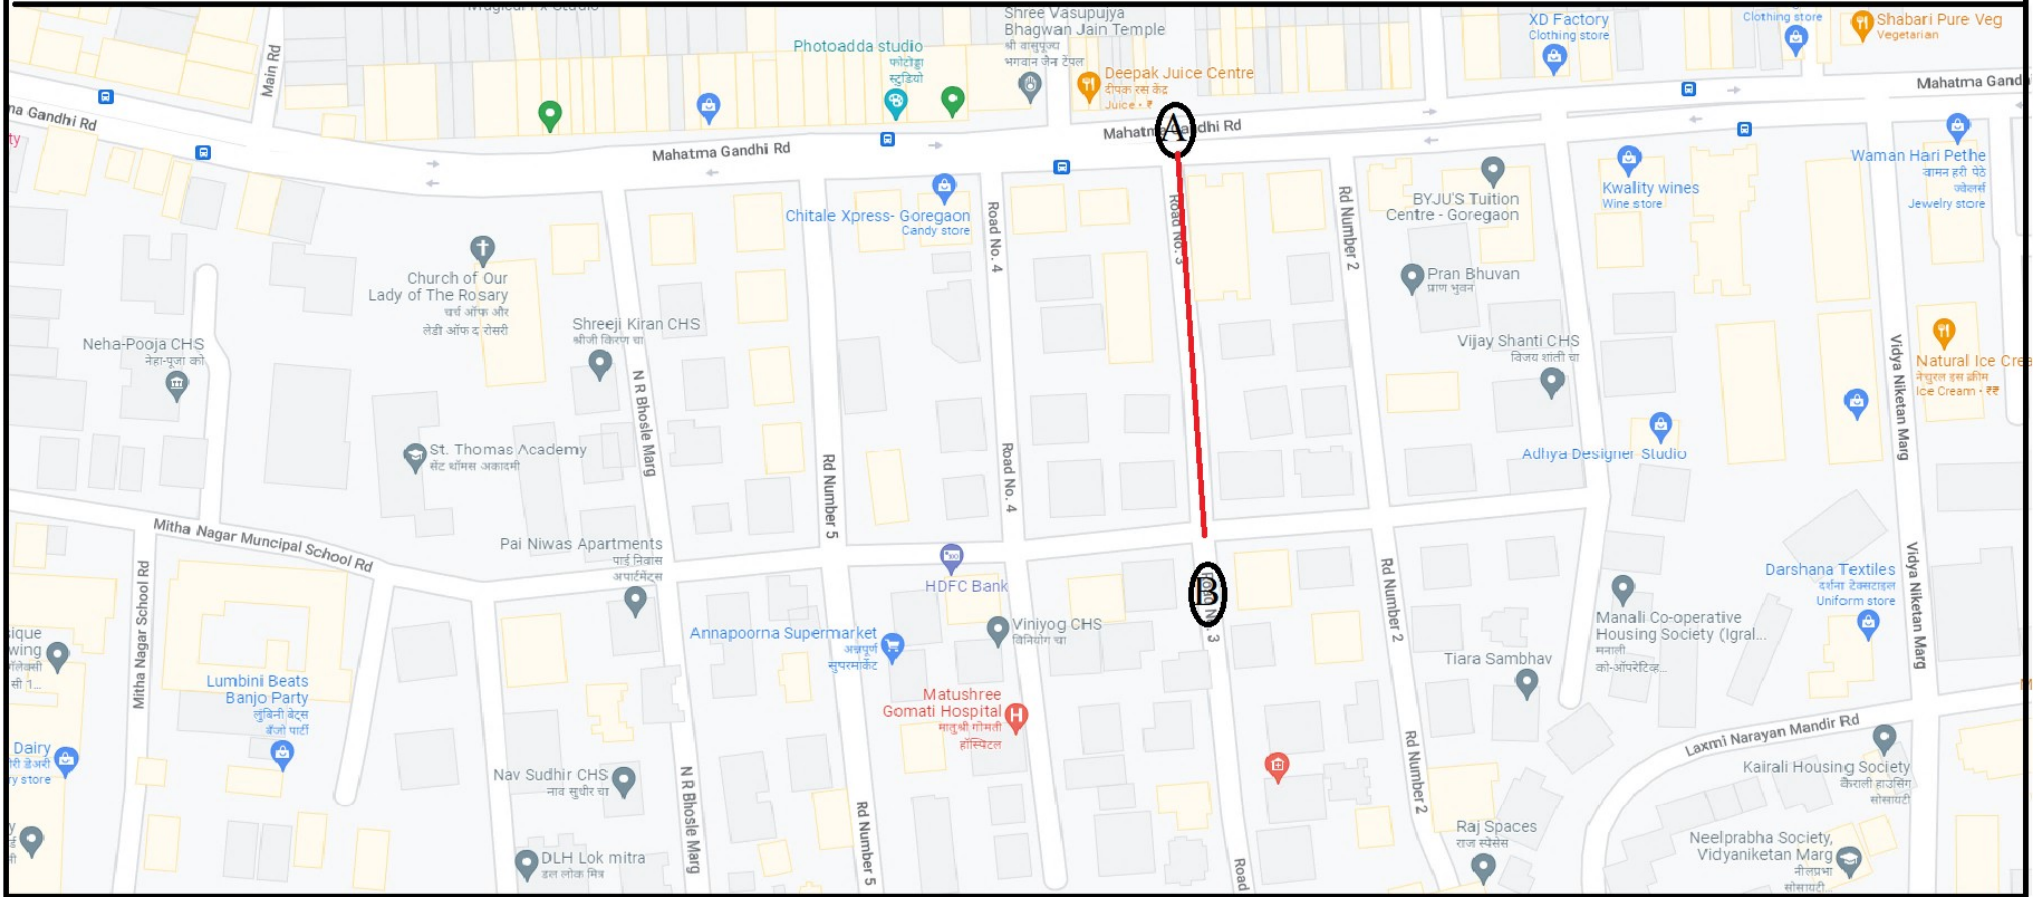 Shree Vasupujya
Bhagwan Jain Temple
श्री वासुपूज्य
भगवान जैन टेंपल
XD Factory
Clothing store
Clothing store
Shabari Pure Veg
Vegetarian
Photoadda studio
फोटोड्डा
स्टुडियो
Main Rd
Deepak Juice Centre
दीपक रस केंद्र
Juice · ₹
Mahatma Gandhi Rd
A
Mahatma Gandhi Rd
Gandhi Rd
Mahatma
Waman Hari Pethe
वामन हरी पेठे
ज्वेलर्स
Jewelry store
Kwality wines
Wine store
BYJU'S Tuition
Centre - Goregaon
Chitale Xpress- Goregaon
Candy store
Road No. 4
Road No. 3
Rd Number 2
Church of Our
Lady of The Rosary
चर्च ऑफ और
लेडी ऑफ द रोसरी
Pran Bhuvan
प्राण भुवन
Shreeji Kiran CHS
श्रीजी किरण चा
Neha-Pooja CHS
नेहा-पूजा को
Vijay Shanti CHS
विजय शांती चा
Natural Ice
नॅचुरल इस क्रीम
Ice Cream · ₹₹
Vidya Niketan Marg
N R Bhosle Marg
St. Thomas Academy
सेंट थॉमस अकादमी
Adhya Designer Studio
Rd Number 5
Road No. 4
Mitha Nagar Muncipal School Rd
Pai Niwas Apartments
पाई निवास
अपार्टमेंट्स
HDFC Bank
B
3
Rd Number 2
Mitha Nagar School Rd
Darshana Textiles
दर्शना टेक्सटाइल
Uniform store
Vidya Niketan Marg
Manali Co-operative
Housing Society (Igral...
मनाली
को-ऑपरेटिव्ह...
Annapoorna Supermarket
अन्नपूर्ण
सुपरमार्केट
Viniyog CHS
विनियोग चा
Tiara Sambhav
wing
Lumbini Beats
Banjo Party
लुंबिनी बेट्स
बॅंजो पार्टी
Matushree
Gomati Hospital
मातुश्री गोमती
हॉस्पिटल
Laxmi Narayan Mandir Rd
Dairy
store
Rd Number 2
Kairali Housing Society
कैराली हाउसिंग
सोसायटी
Nav Sudhir CHS
नाव सुधीर चा
N R Bhosle Marg
Rd Number 5
Raj Spaces
राज स्पेसेस
Neelprabha Society,
Vidyaniketan Marg
नीलप्रभा
सोसायटी...
DLH Lok mitra
डल लोक मित्र
Road